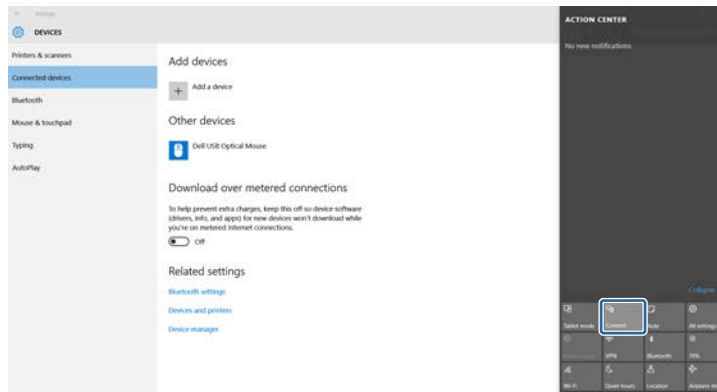 Settings
DEVICES
Printers & scanners
Connected devices
Bluetooth
Mouse & touchpad
Typing
AutoPlay
Add devices
Add a device
Other devices
Dell USB Optical Mouse
Download over metered connections
To help prevent extra charges, keep this off so device software
(drivers, info, and apps) for new devices won't download while
you're on metered Internet connections.
Off
Related settings
Bluetooth settings
Devices and printers
Device manager
ACTION CENTER
No new notifications
Collapse
Tablet mode
Connect
Note
All settings
VPN
Bluetooth
70%
Wi-Fi
Quiet hours
Location
Airplane m